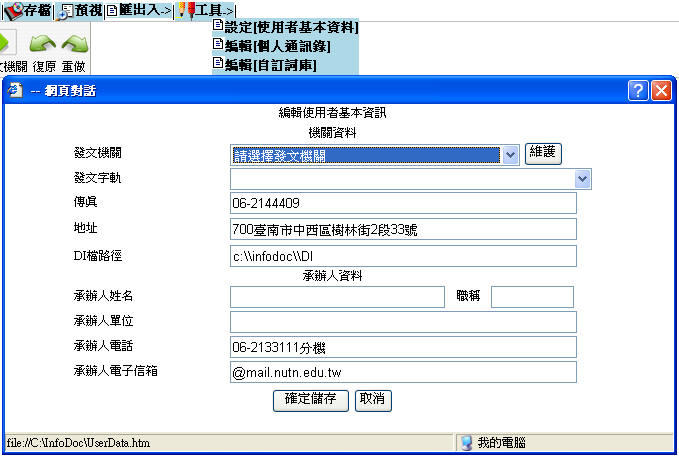 存檔 預視 匯出入-> 工具->
設定[使用者基本資料]
編輯[個人通訊錄]
編輯[自訂詞庫]
文機關 復原 重做
-- 網頁對話
編輯使用者基本資訊
機關資料
發文機關 請選擇發文機關 維護
發文字軌
傳真 06-2144409
地址 700臺南市中西區樹林街2段33號
DI檔路徑 c:\\infodoc\\DI
承辦人資料
承辦人姓名 職稱
承辦人單位
承辦人電話 06-2133111分機
承辦人電子信箱 @mail.nutn.edu.tw
確定儲存 取消
file://C:\InfoDoc\UserData.htm 我的電腦